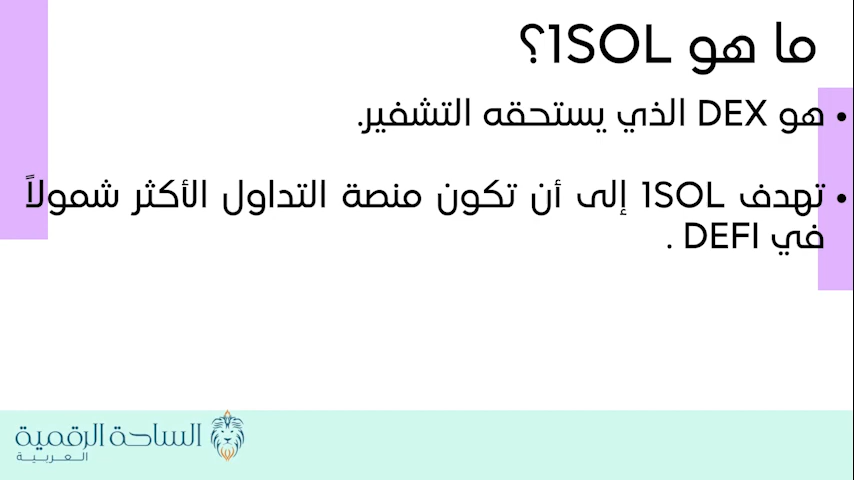 ما هو 1SOL؟
• هو DEX الذي يستحقه التشفير.
• تهدف 1SOL إلى أن تكون منصة التداول الأكثر شمولاً
في DEFI .
الساحة الرقمية
العربية